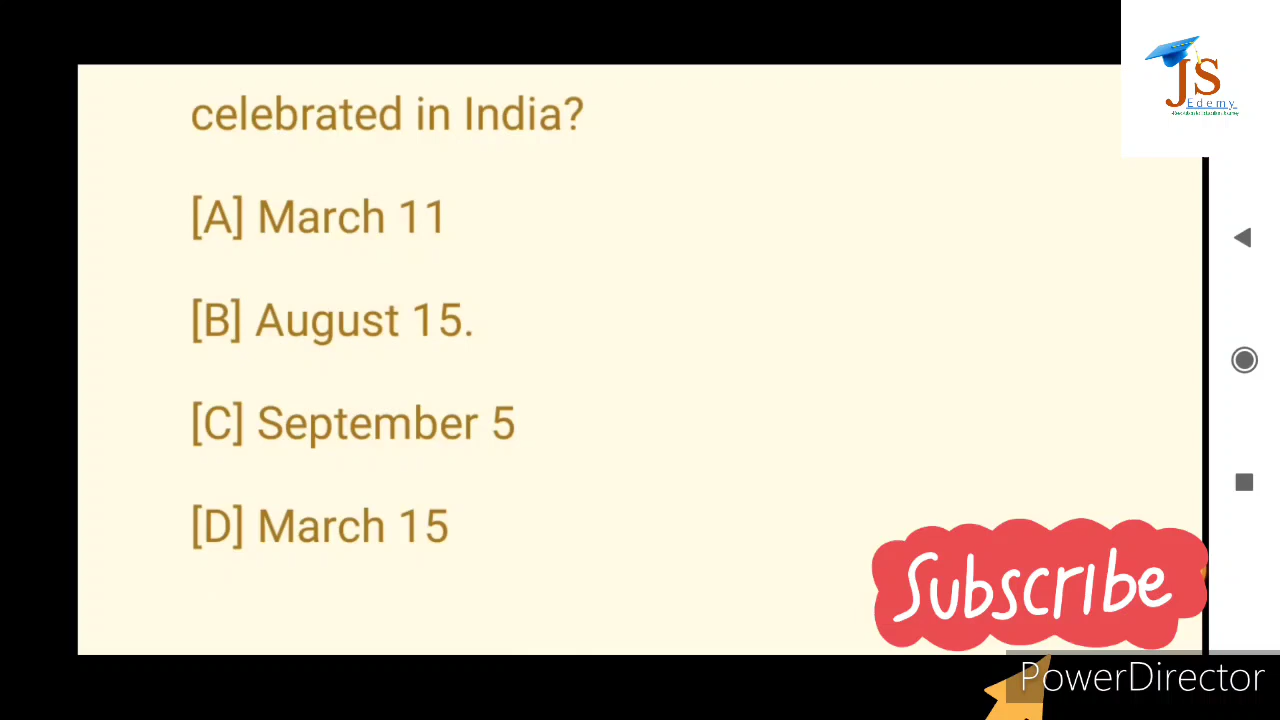 JS
Edemy
celebrated in India?
[A] March 11
[B] August 15.
[C] September 5
[D] March 15
Subscribe
PowerDirector